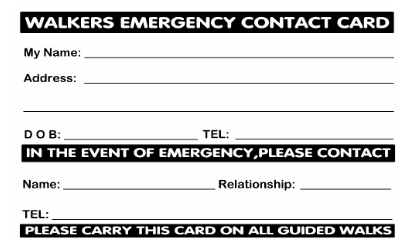 WALKERS EMERGENCY CONTACT CARD
My Name:
Address:
D O B: TEL:
IN THE EVENT OF EMERGENCY,PLEASE CONTACT
Name: Relationship:
TEL:
PLEASE CARRY THIS CARD ON ALL GUIDED WALKS